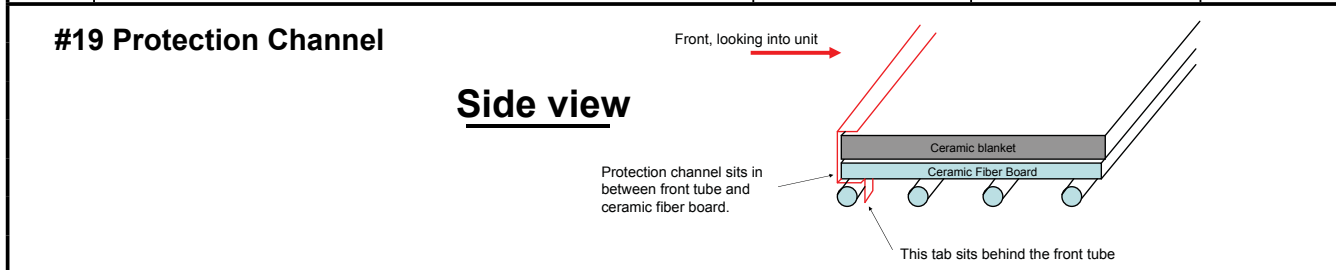 #19 Protection Channel
Front, looking into unit
Side view
Ceramic blanket
Ceramic Fiber Board
Protection channel sits in
between front tube and
ceramic fiber board.
This tab sits behind the front tube